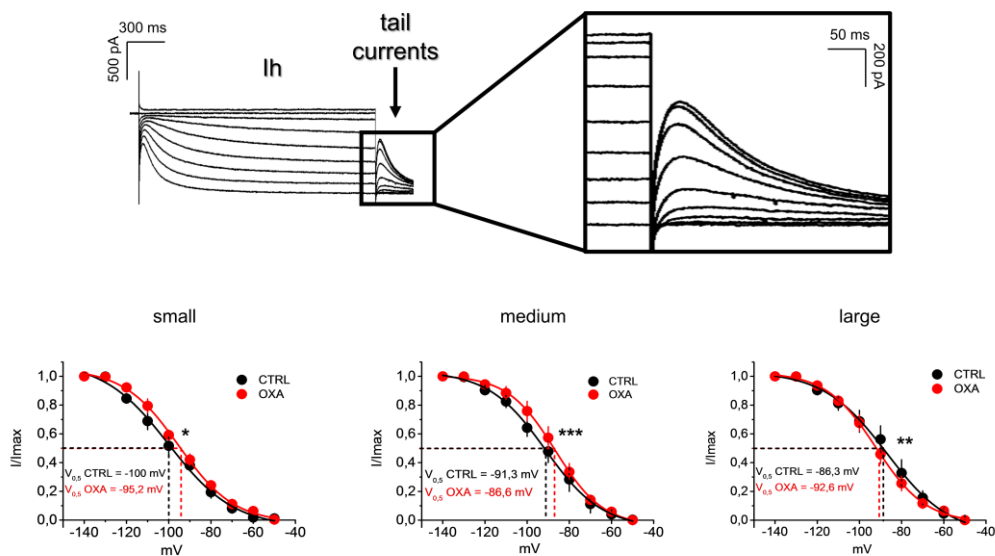 300 ms
500 pA
Ih
tail
currents
50 ms
200 pA
small
medium
large
I/Imax
1,0
0,8
0,6
0,4
0,2
0,0
CTRL
OXA
*
V0,5 CTRL = -100 mV
V0,5 OXA = -95,2 mV
-140 -120 -100 -80 -60 -40
mV
I/Imax
1,0
0,8
0,6
0,4
0,2
0,0
CTRL
OXA
***
V0,5 CTRL = -91,3 mV
V0,5 OXA = -86,6 mV
-140 -120 -100 -80 -60 -40
mV
I/Imax
1,0
0,8
0,6
0,4
0,2
0,0
CTRL
OXA
**
V0,5 CTRL = -86,3 mV
V0,5 OXA = -92,6 mV
-140 -120 -100 -80 -60 -40
mV